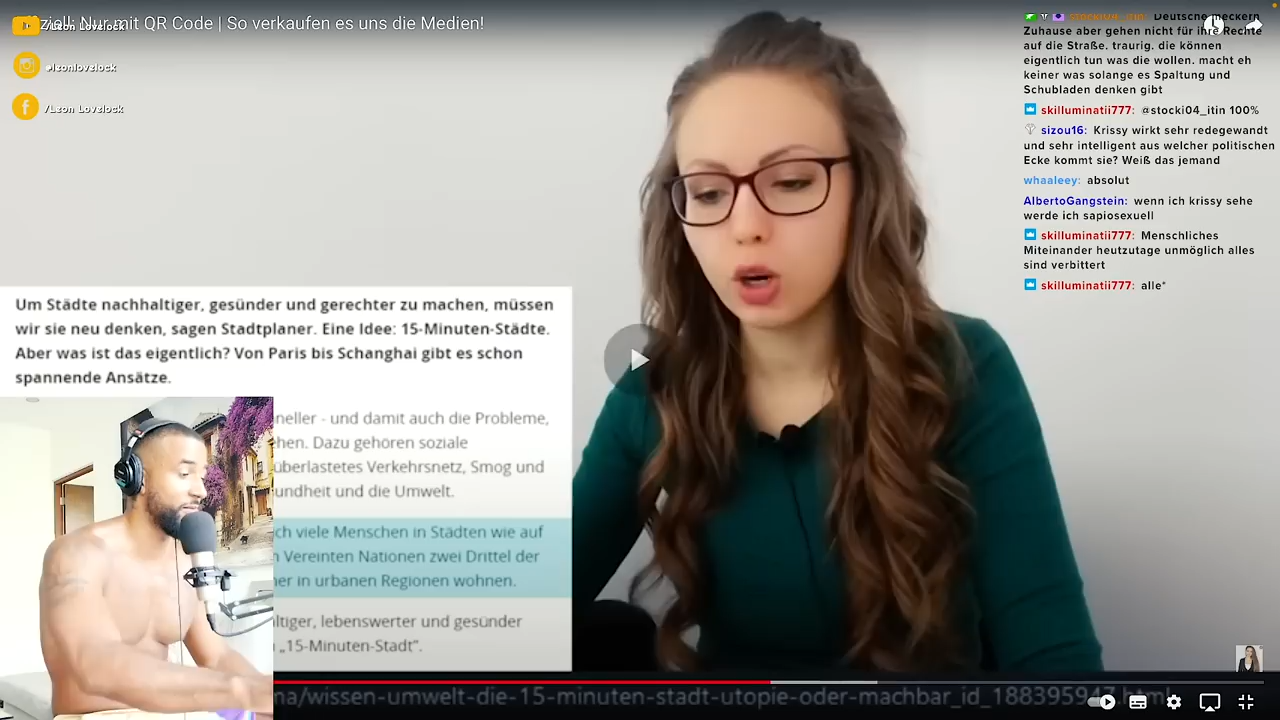 Nur mit QR Code | So verkaufen es uns die Medien!
/Leon Lovelock
@leonlovelock
/Leon Lovelock
Um Städte nachhaltiger, gesünder und gerechter zu machen, müssen
wir sie neu denken, sagen Stadtplaner. Eine Idee: 15-Minuten-Städte.
Aber was ist das eigentlich? Von Paris bis Schanghai gibt es schon
spannende Ansätze.
neller - und damit auch die Probleme,
hen. Dazu gehören soziale
überlastetes Verkehrsnetz, Smog und
undheit und die Umwelt.
ch viele Menschen in Städten wie auf
Vereinten Nationen zwei Drittel der
er in urbanen Regionen wohnen.
ltiger, lebenswerter und gesünder
„15-Minuten-Stadt".
ma/wissen-umwelt-die-15-minuten-stadt-utopie-oder-machbar_id_188395947.html
stocki04_itin: Deutsche meckern
Zuhause aber gehen nicht für ihre Rechte
auf die Straße. traurig. die können
eigentlich tun was die wollen. macht eh
keiner was solange es Spaltung und
Schubladen denken gibt
skilluminatii777: @stocki04_itin 100%
sizou16: Krissy wirkt sehr redegewandt
und sehr intelligent aus welcher politischen
Ecke kommt sie? Weiß das jemand
whaaleey: absolut
AlbertoGangstein: wenn ich krissy sehe
werde ich sapiosexuell
skilluminatii777: Menschliches
Miteinander heutzutage unmöglich alles
sind verbittert
skilluminatii777: alle*